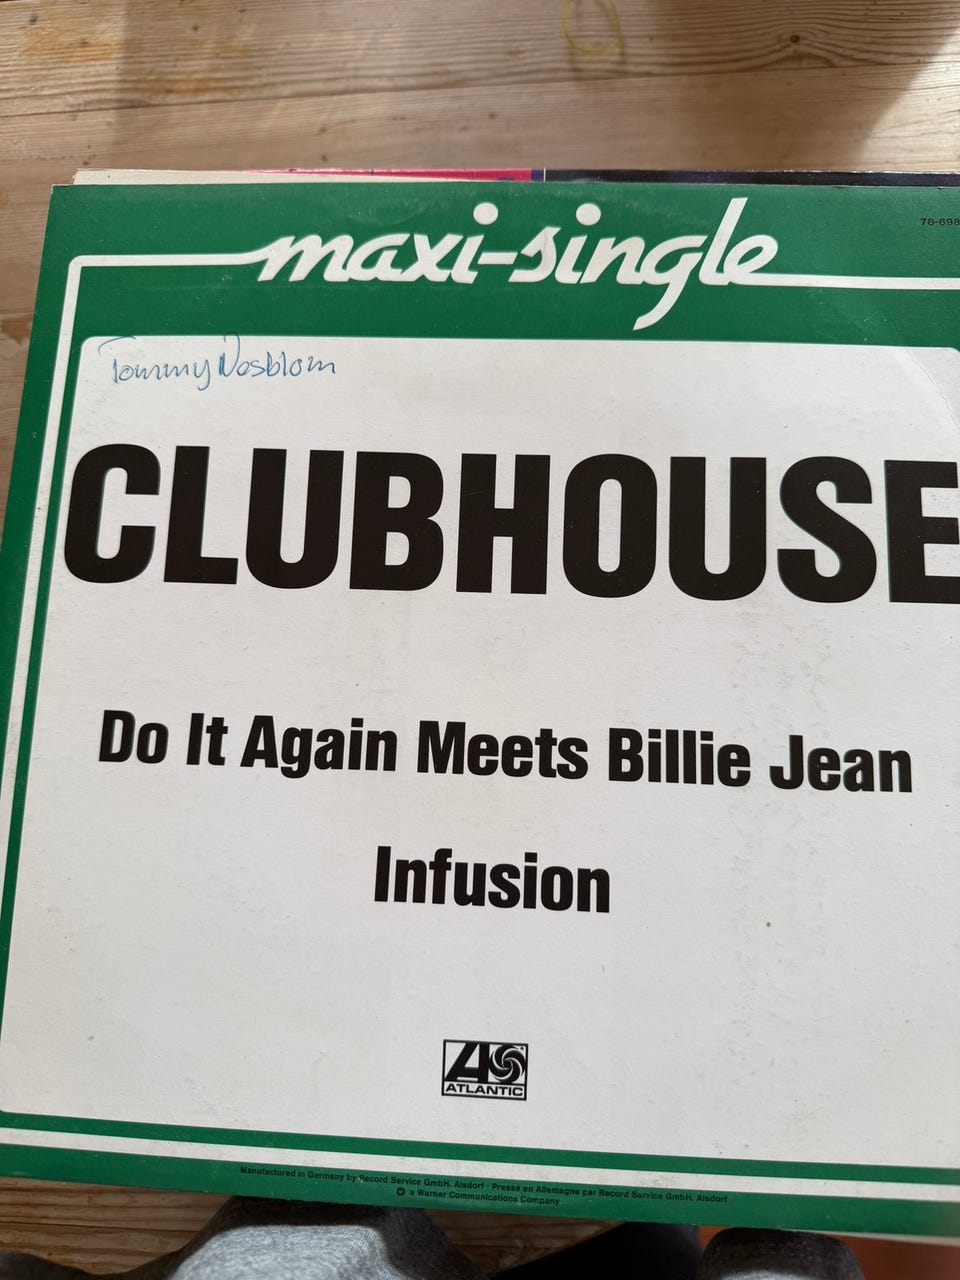 maxi-single
78-698
Tommy Nesblom
CLUBHOUSE
Do It Again Meets Billie Jean
Infusion
ATLANTIC
Manufactured in Germany by Record Service GmbH. Alsdorf · Pressé en Allemagne par Record Service GmbH. Alsdorf
a Warner Communications Company